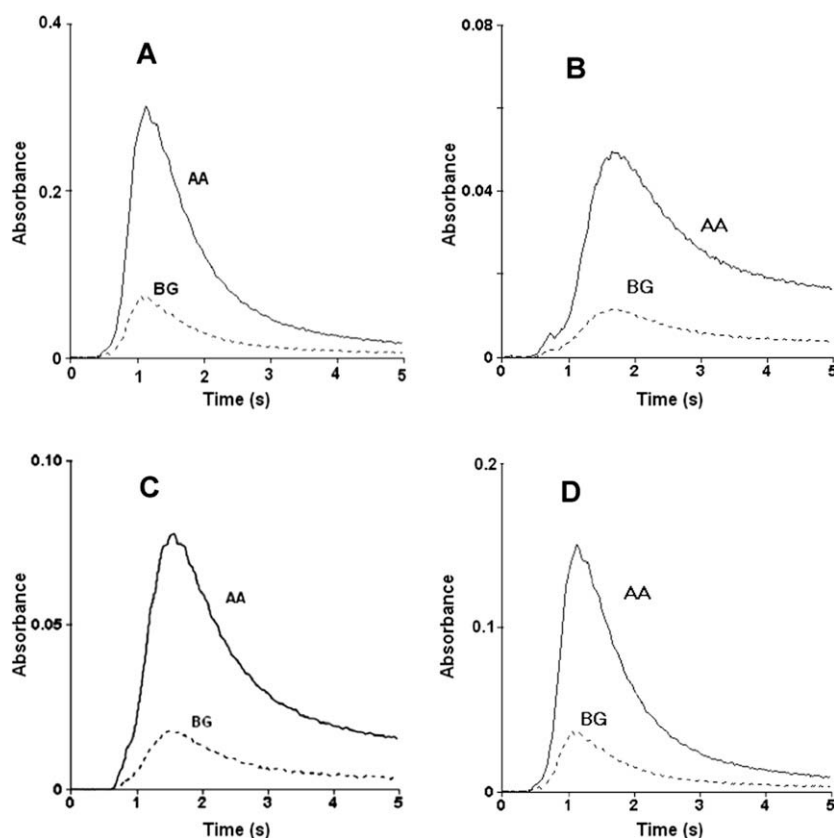 A
0.4
0.2
0
Absorbance
AA
BG
0 1 2 3 4 5
Time (s)
B
0.08
0.04
0
Absorbance
AA
BG
0 1 2 3 4 5
Time (s)
C
0.10
0.05
0
Absorbance
AA
BG
0 1 2 3 4 5
Time (s)
D
0.2
0.1
0
Absorbance
AA
BG
0 1 2 3 4 5
Time (s)